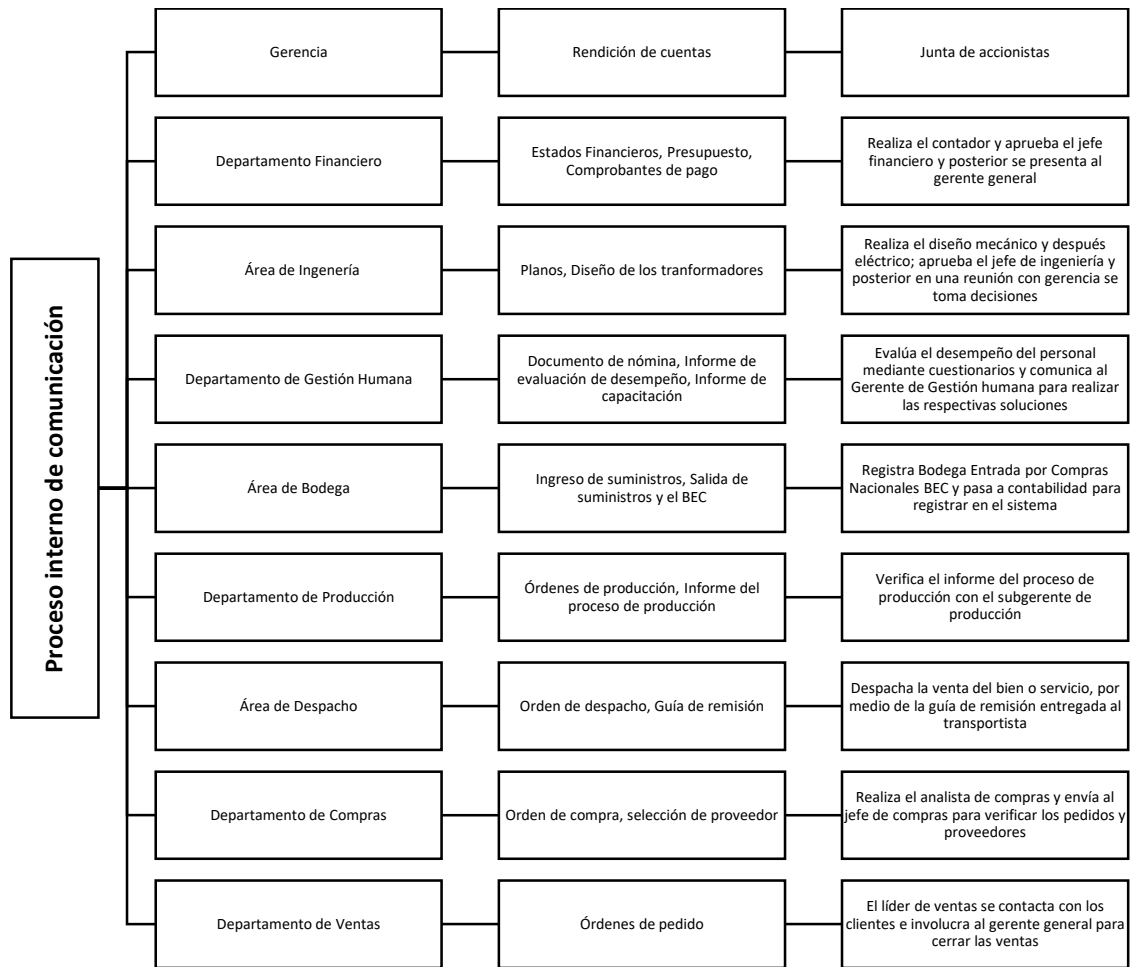 Proceso interno de comunicación
Gerencia
Rendición de cuentas
Junta de accionistas
Departamento Financiero
Estados Financieros, Presupuesto,
Comprobantes de pago
Realiza el contador y aprueba el jefe
financiero y posterior se presenta al
gerente general
Área de Ingenería
Planos, Diseño de los tranformadores
Realiza el diseño mecánico y después
eléctrico; aprueba el jefe de ingeniería y
posterior en una reunión con gerencia se
toma decisiones
Departamento de Gestión Humana
Documento de nómina, Informe de
evaluación de desempeño, Informe de
capacitación
Evalúa el desempeño del personal
mediante cuestionarios y comunica al
Gerente de Gestión humana para realizar
las respectivas soluciones
Área de Bodega
Ingreso de suministros, Salida de
suministros y el BEC
Registra Bodega Entrada por Compras
Nacionales BEC y pasa a contabilidad para
registrar en el sistema
Departamento de Producción
Órdenes de producción, Informe del
proceso de producción
Verifica el informe del proceso de
producción con el subgerente de
producción
Área de Despacho
Orden de despacho, Guía de remisión
Despacha la venta del bien o servicio, por
medio de la guía de remisión entregada al
transportista
Departamento de Compras
Orden de compra, selección de proveedor
Realiza el analista de compras y envía al
jefe de compras para verificar los pedidos y
proveedores
Departamento de Ventas
Órdenes de pedido
El líder de ventas se contacta con los
clientes e involucra al gerente general para
cerrar las ventas